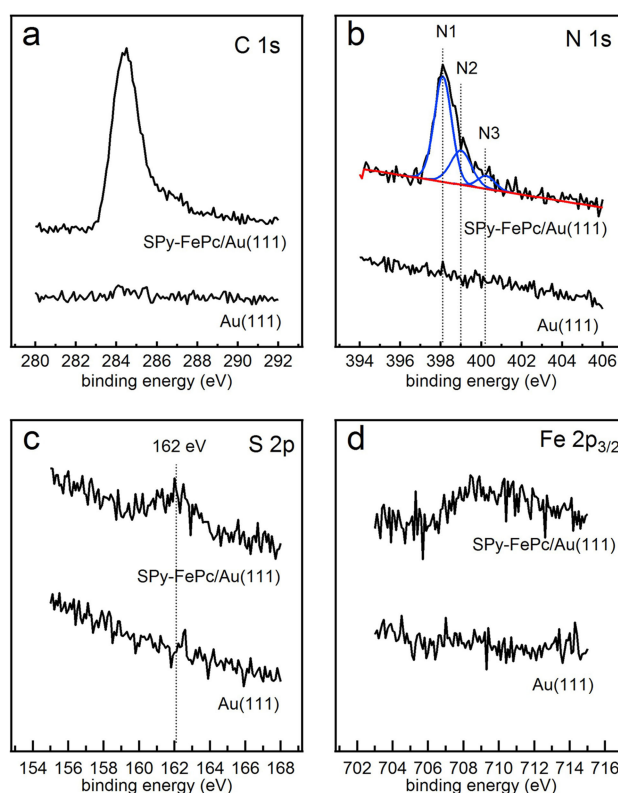 a
C 1s
SPy-FePc/Au(111)
Au(111)
280 282 284 286 288 290 292
binding energy (eV)
b
N 1s
N1
N2
N3
SPy-FePc/Au(111)
Au(111)
394 396 398 400 402 404 406
binding energy (eV)
c
S 2p
162 eV
SPy-FePc/Au(111)
Au(111)
154 156 158 160 162 164 166 168
binding energy (eV)
d
Fe 2p3/2
SPy-FePc/Au(111)
Au(111)
702 704 706 708 710 712 714 716
binding energy (eV)